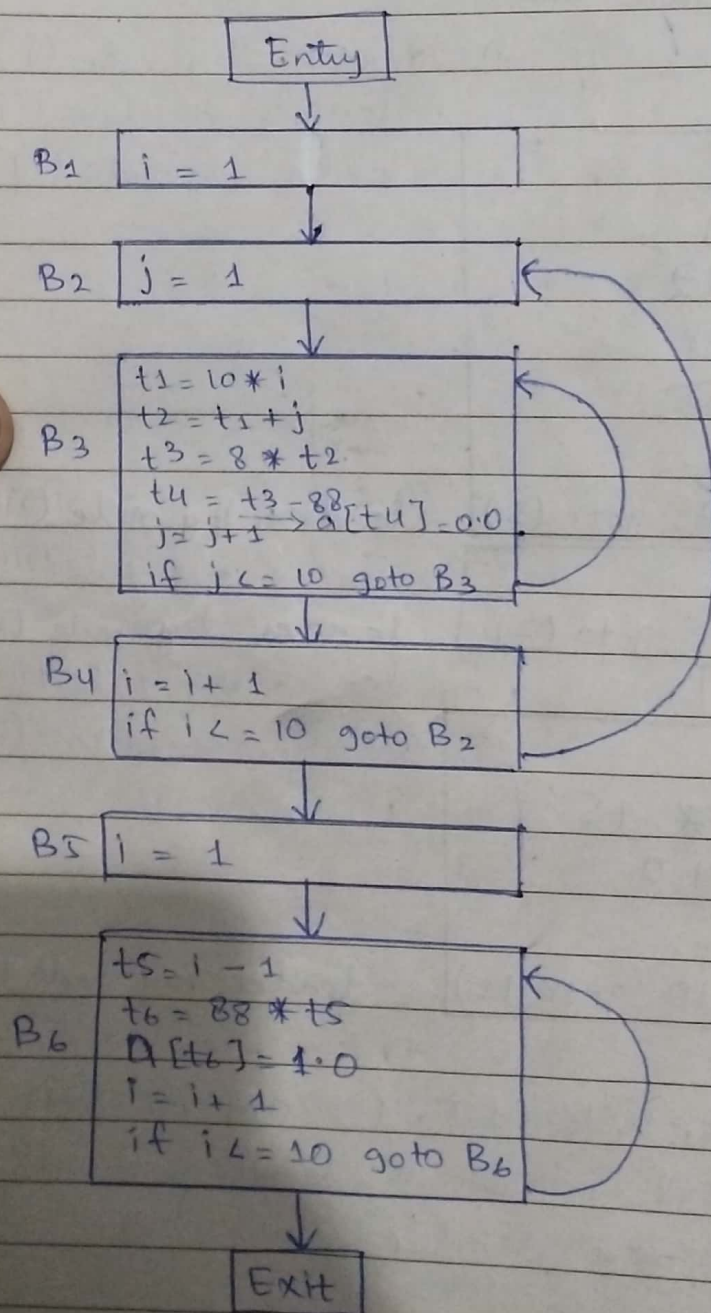 Entry
B1 i = 1
B2 j = 1
t1 = 10 * i
t2 = t1 + j
B3 t3 = 8 * t2
t4 = t3 - 88
a[t4] = 0.0
j = j + 1
if j <= 10 goto B3
B4 i = i + 1
if i <= 10 goto B2
B5 i = 1
t5 = i - 1
t6 = 88 * t5
B6 a[t6] = 1.0
i = i + 1
if i <= 10 goto B6
Exit